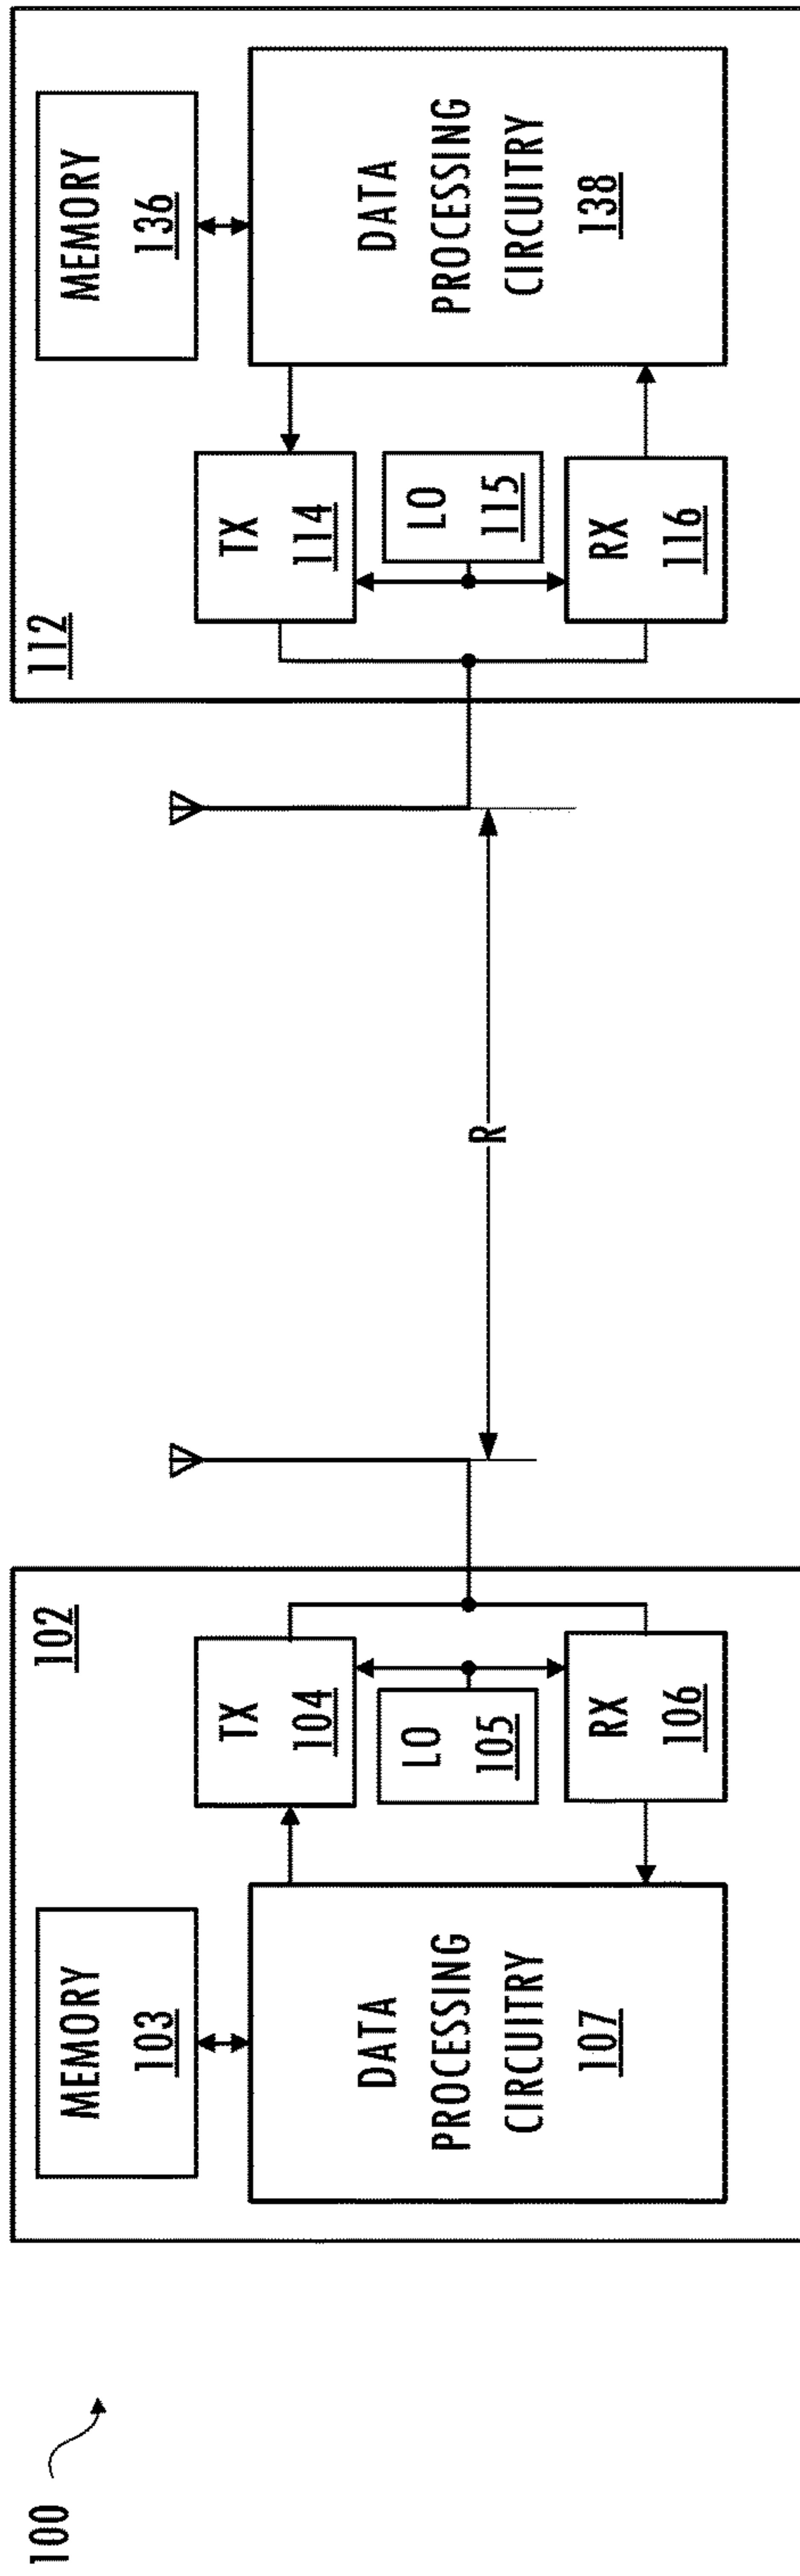 100
102
MEMORY
103
DATA
PROCESSING
CIRCUITRY
107
TX
104
LO
105
RX
106
R
112
TX
114
LO
115
RX
116
MEMORY
136
DATA
PROCESSING
CIRCUITRY
138